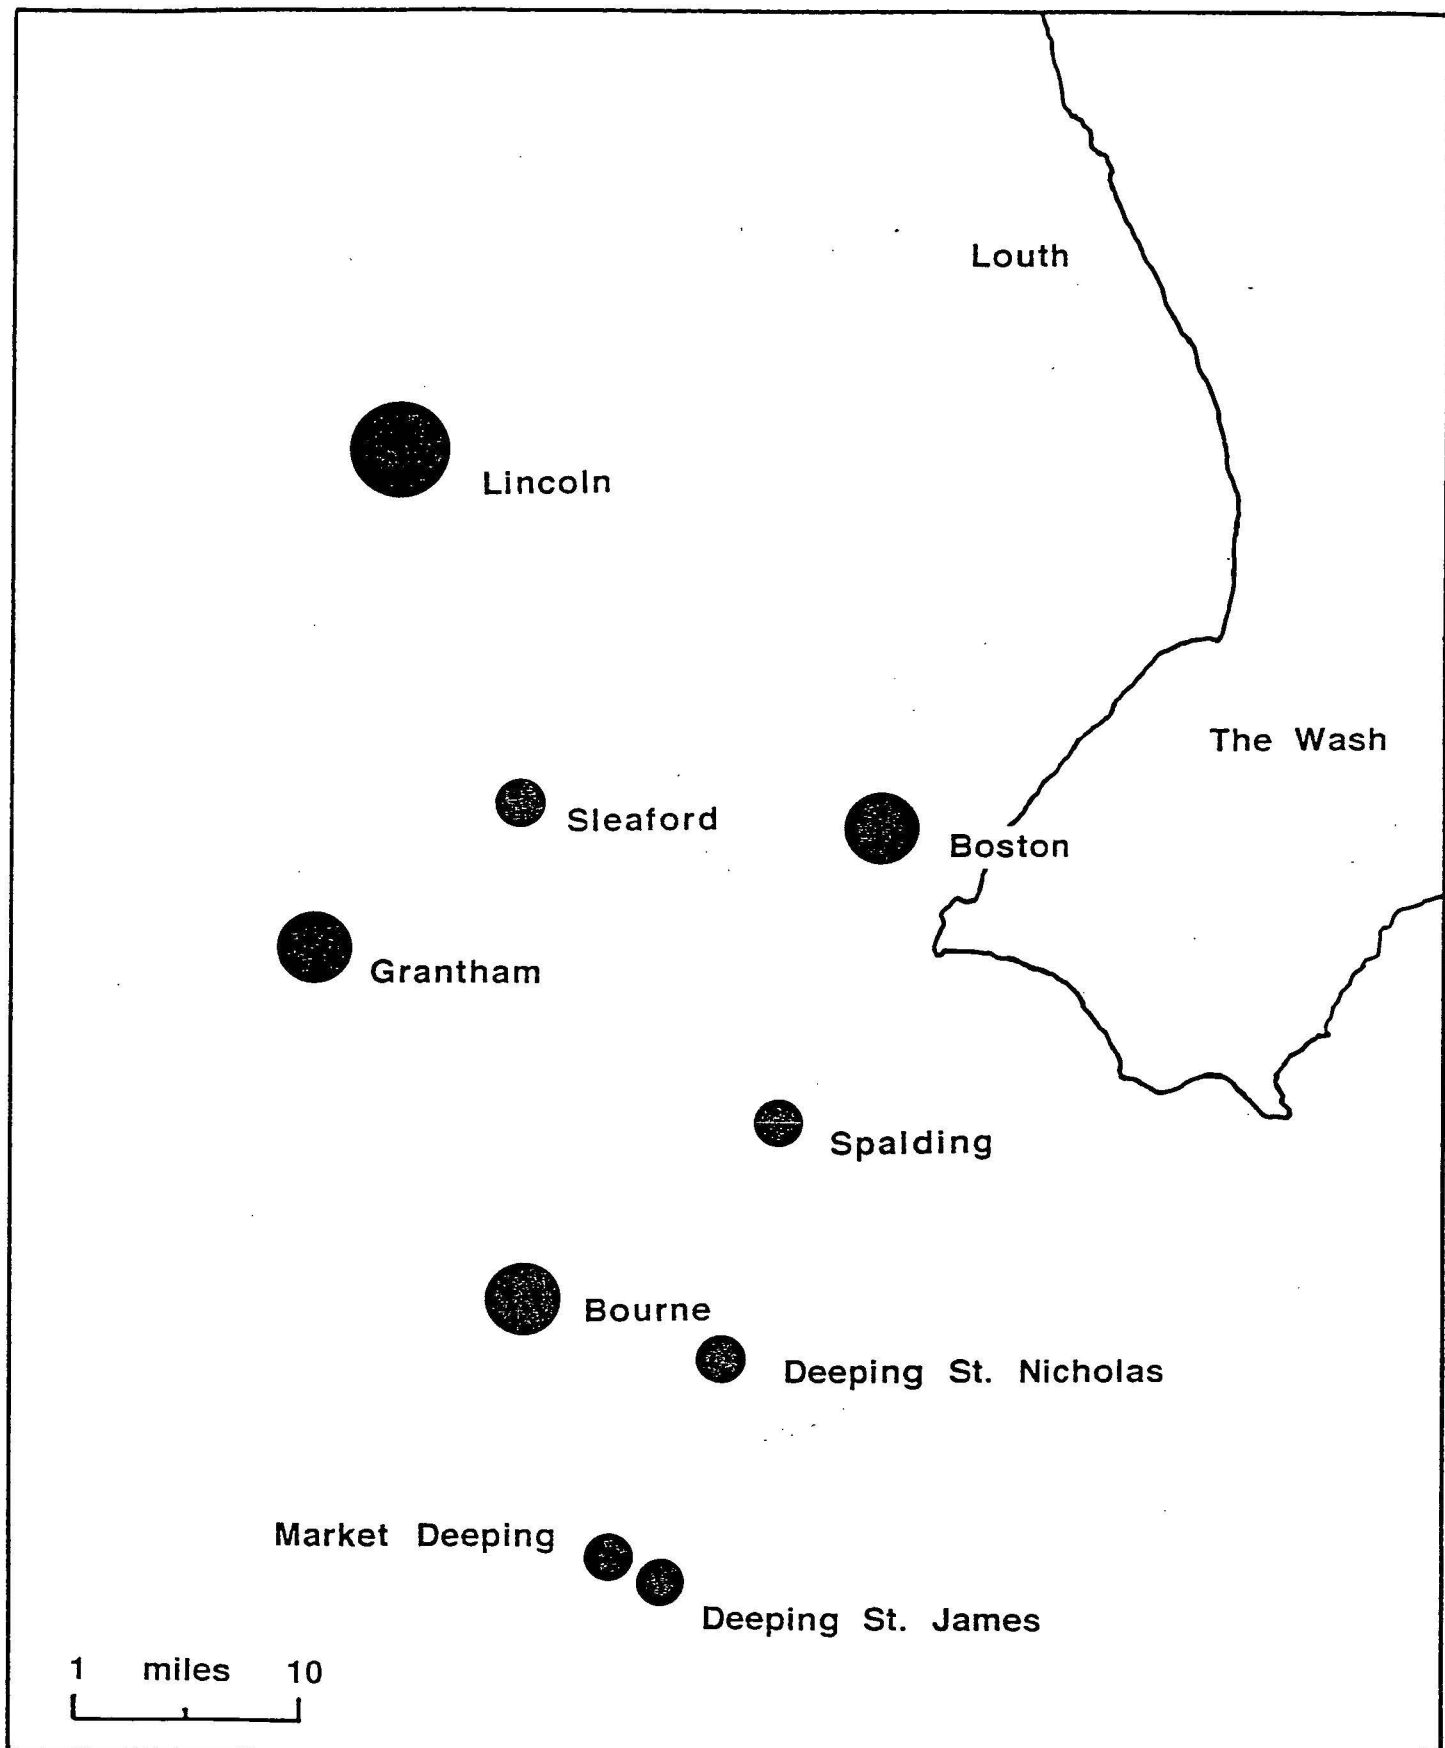 Louth
Lincoln
The Wash
Sleaford
Boston
Grantham
Spalding
Bourne
Deeping St. Nicholas
Market Deeping
Deeping St. James
1 miles 10